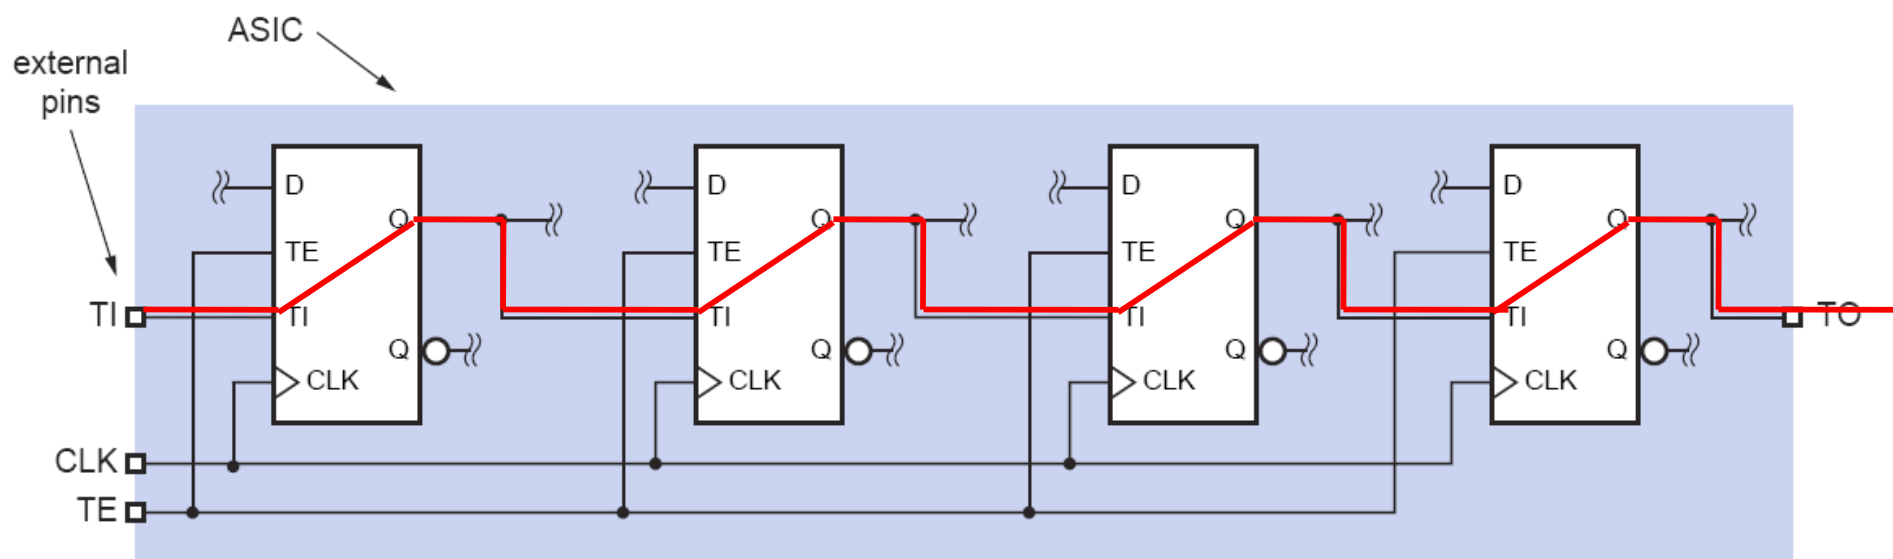 ASIC
external
pins
D
Q
TE
TI
Q
CLK
D
Q
TE
TI
Q
CLK
D
Q
TE
TI
Q
CLK
D
Q
TE
TI
Q
CLK
TI
TO
CLK
TE